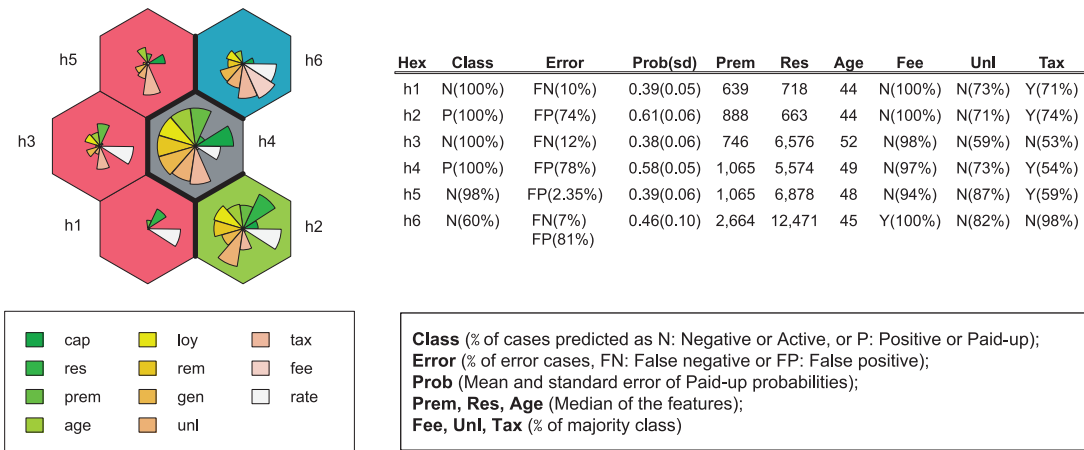 h5
h6
h3
h4
h1
h2
Hex Class Error Prob(sd) Prem Res Age Fee Unl Tax
h1 N(100%) FN(10%) 0.39(0.05) 639 718 44 N(100%) N(73%) Y(71%)
h2 P(100%) FP(74%) 0.61(0.06) 888 663 44 N(100%) N(71%) Y(74%)
h3 N(100%) FN(12%) 0.38(0.06) 746 6,576 52 N(98%) N(59%) N(53%)
h4 P(100%) FP(78%) 0.58(0.05) 1,065 5,574 49 N(97%) N(73%) Y(54%)
h5 N(98%) FP(2.35%) 0.39(0.06) 1,065 6,878 48 N(94%) N(87%) Y(59%)
h6 N(60%) FN(7%) 0.46(0.10) 2,664 12,471 45 Y(100%) N(82%) N(98%)
FP(81%)
cap loy tax
res rem fee
prem gen rate
age unl
Class (% of cases predicted as N: Negative or Active, or P: Positive or Paid-up);
Error (% of error cases, FN: False negative or FP: False positive);
Prob (Mean and standard error of Paid-up probabilities);
Prem, Res, Age (Median of the features);
Fee, Unl, Tax (% of majority class)